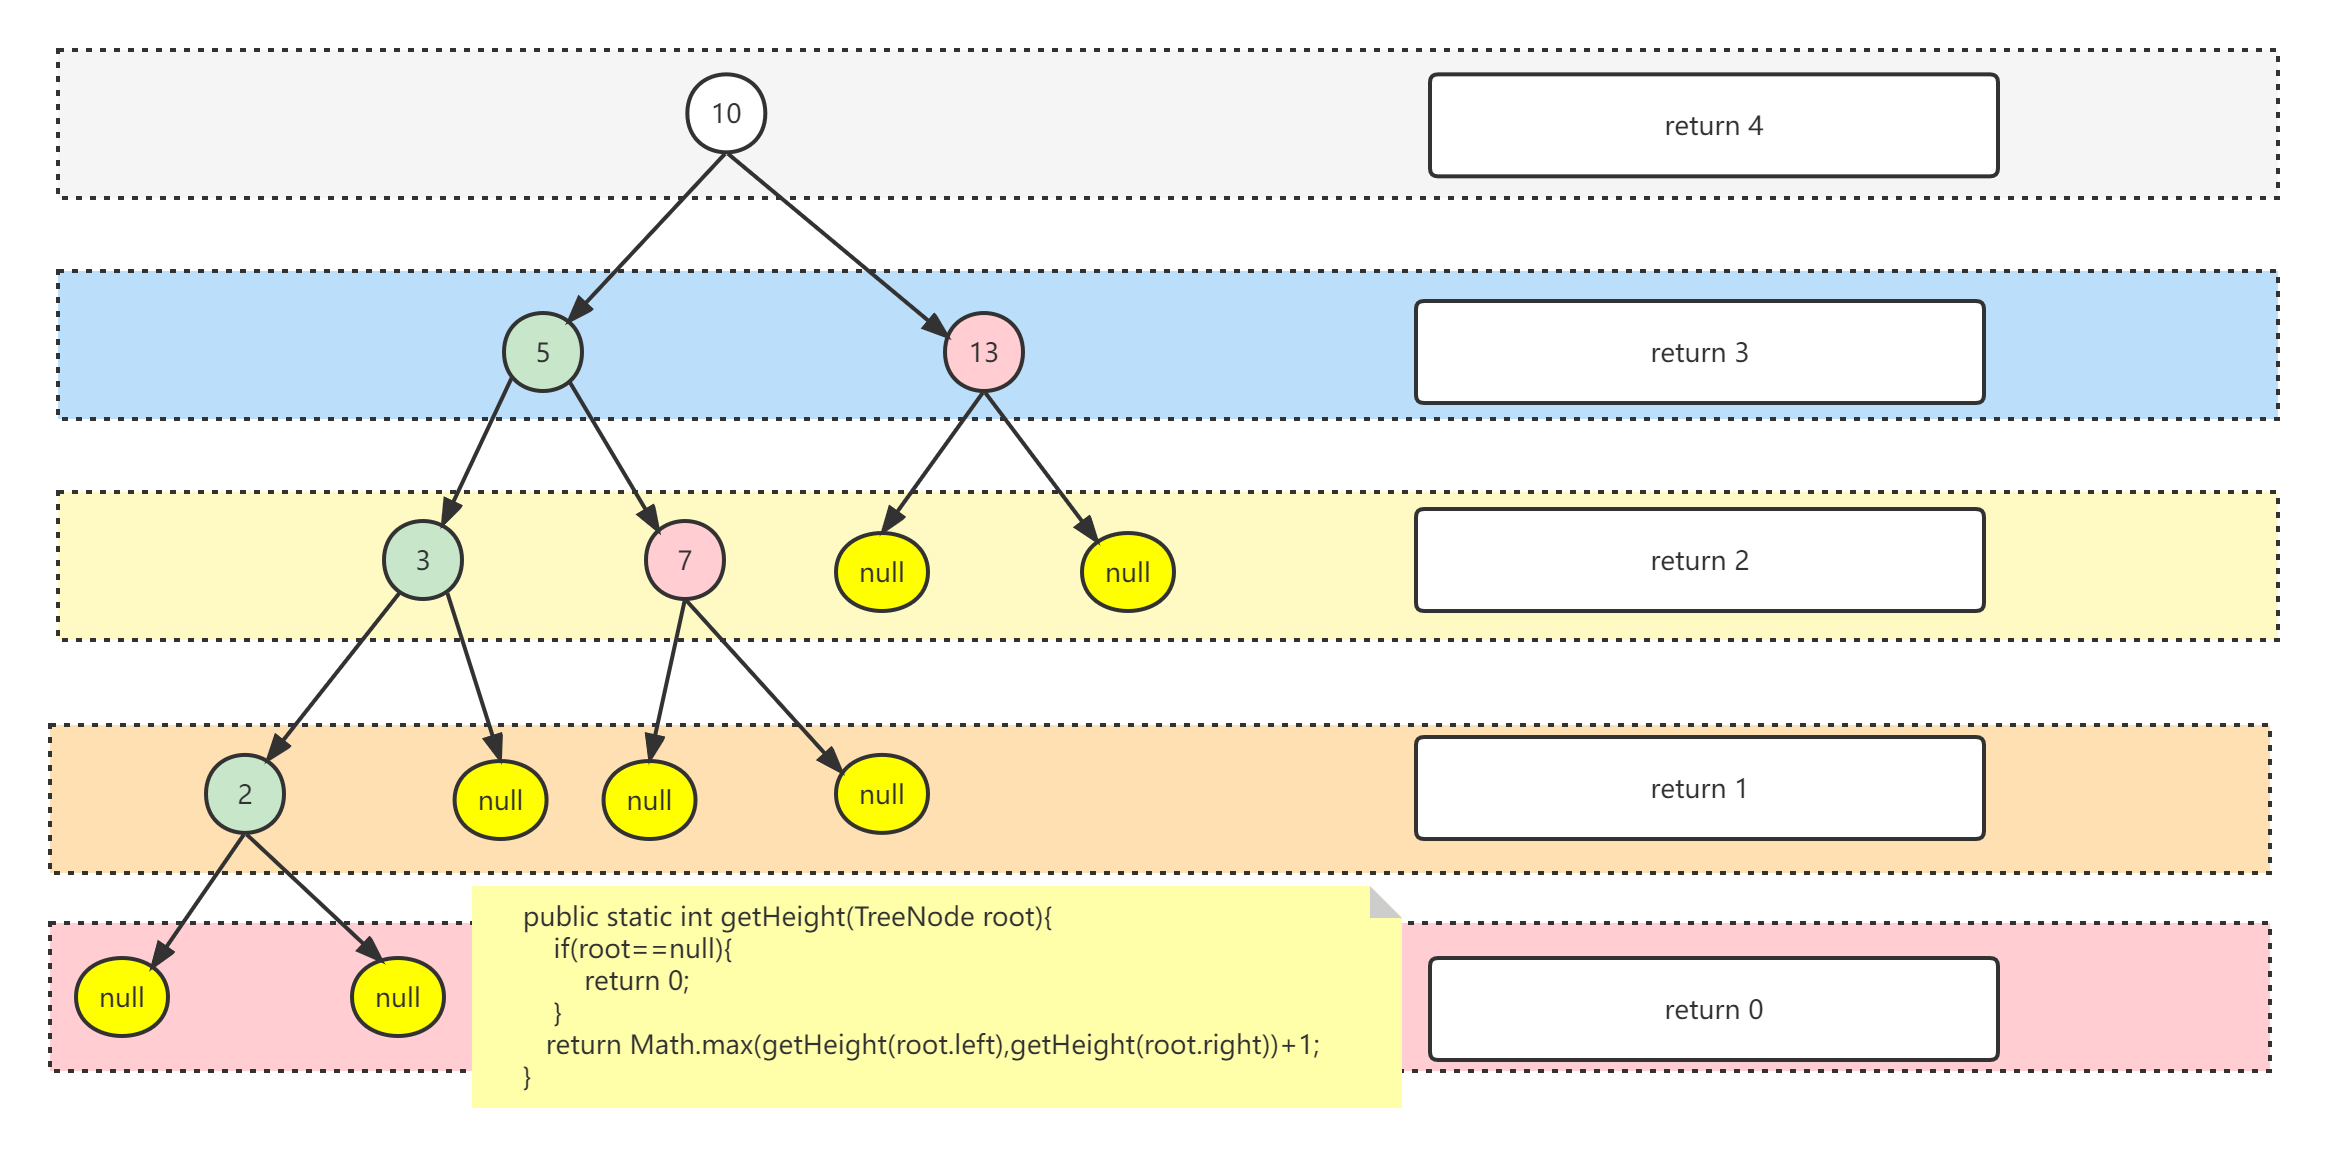 10
return 4
5
13
return 3
3
7
null
null
return 2
2
null
null
null
return 1
null
null
public static int getHeight(TreeNode root){
if(root==null){
return 0;
}
return Math.max(getHeight(root.left),getHeight(root.right))+1;
}
return 0